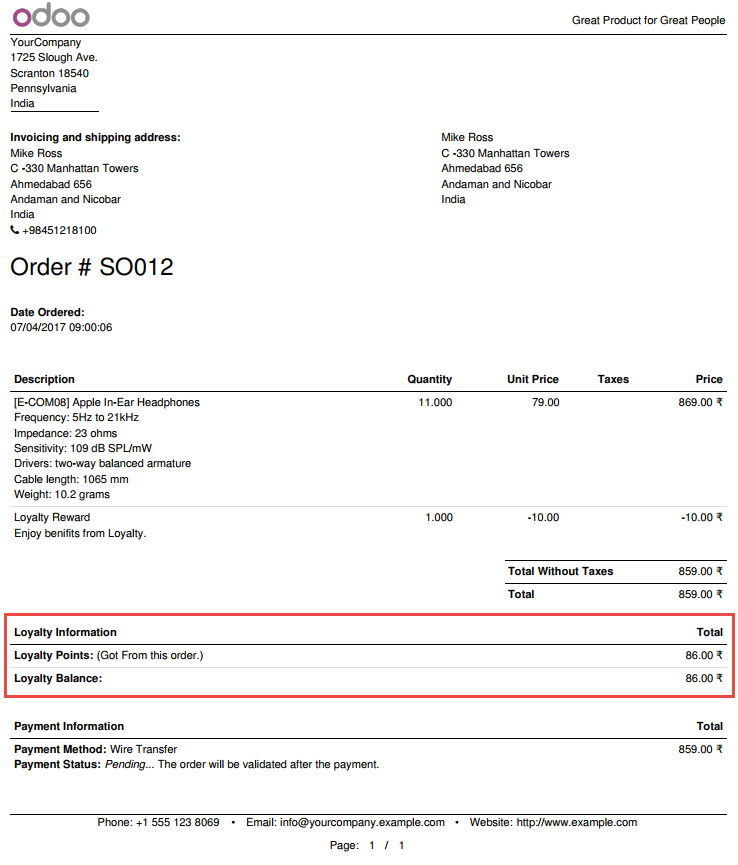 odoo
Great Product for Great People
YourCompany
1725 Slough Ave.
Scranton 18540
Pennsylvania
India
Invoicing and shipping address:
Mike Ross
C -330 Manhattan Towers
Ahmedabad 656
Andaman and Nicobar
India
+98451218100
Mike Ross
C -330 Manhattan Towers
Ahmedabad 656
Andaman and Nicobar
India
Order # SO012
Date Ordered:
07/04/2017 09:00:06
Description Quantity Unit Price Taxes Price
[E-COM08] Apple In-Ear Headphones 11.000 79.00 869.00 ₹
Frequency: 5Hz to 21kHz
Impedance: 23 ohms
Sensitivity: 109 dB SPL/mW
Drivers: two-way balanced armature
Cable length: 1065 mm
Weight: 10.2 grams
Loyalty Reward 1.000 -10.00 -10.00 ₹
Enjoy benifits from Loyalty.
Total Without Taxes 859.00 ₹
Total 859.00 ₹
Loyalty Information Total
Loyalty Points: (Got From this order.) 86.00 ₹
Loyalty Balance: 86.00 ₹
Payment Information Total
Payment Method: Wire Transfer 859.00 ₹
Payment Status: Pending... The order will be validated after the payment.
Phone: +1 555 123 8069 • Email: info@yourcompany.example.com • Website: http://www.example.com
Page: 1 / 1